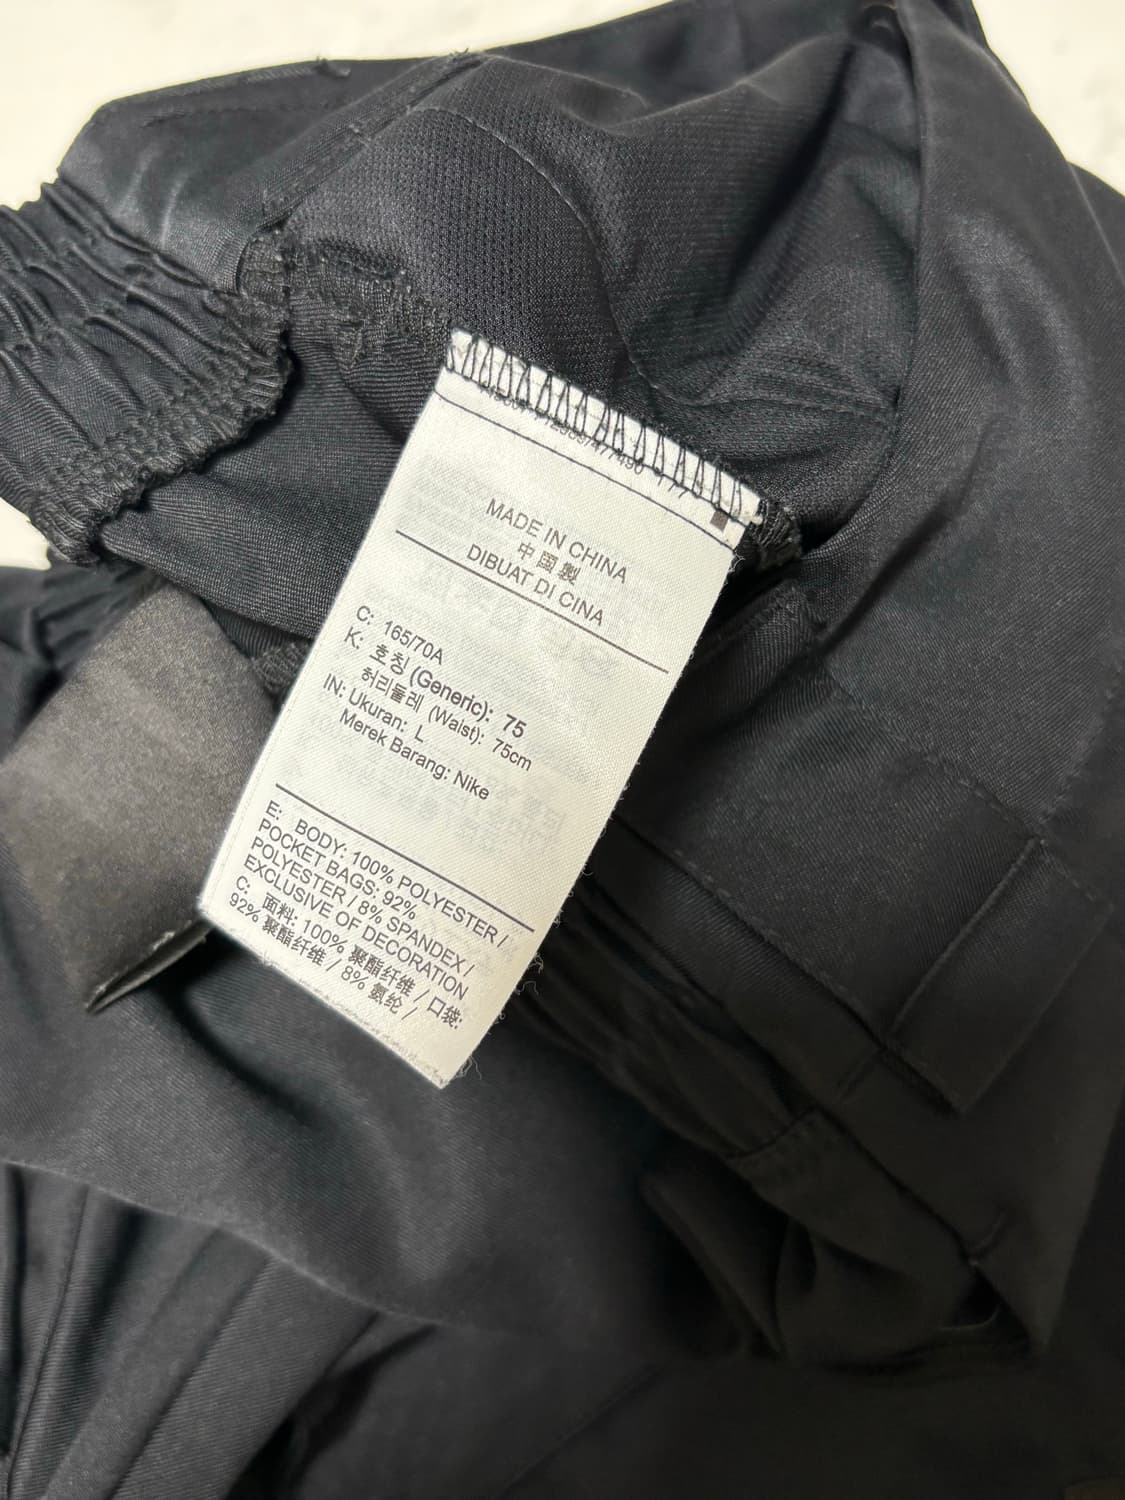 MADE IN CHINA
中国製
DIBUAT DI CINA
C: 165/70A
K: 호칭 (Generic): 75
허리둘레 (Waist): 75cm
IN: Ukuran: L
Merek Barang: Nike
E: BODY: 100% POLYESTER /
POCKET BAGS: 92%
POLYESTER / 8% SPANDEX /
EXCLUSIVE OF DECORATION
C: 面料: 100% 聚酯纤维 / 口袋:
92% 聚酯纤维 / 8% 氨纶 /